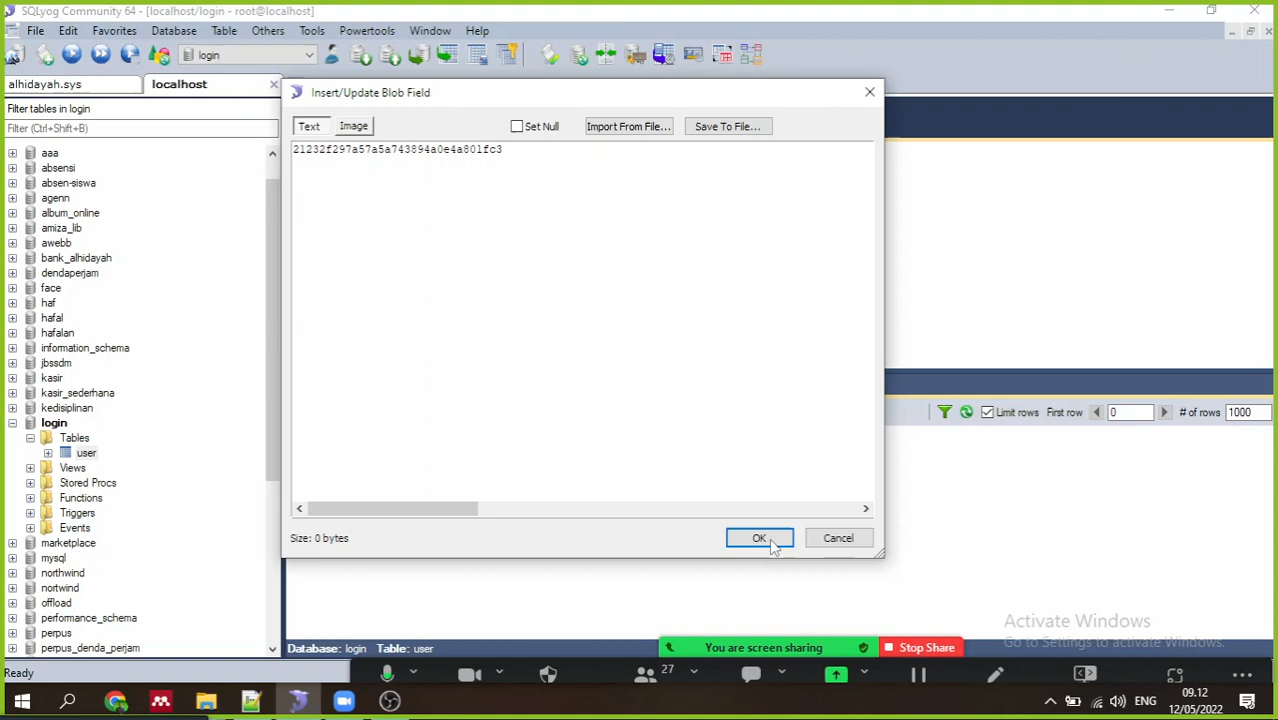 SQLyog Community 64 - [localhost/login - root@localhost]
File Edit Favorites Database Table Others Tools Powertools Window Help
login
alhidayah.sys localhost
Filter tables in login
Filter (Ctrl+Shift+B)
aaa
absensi
absen-siswa
agenn
album_online
amiza_lib
awebb
bank_alhidayah
dendaperjam
face
haf
hafal
hafalan
information_schema
jbssdm
kasir
kasir_sederhana
kedisiplinan
login
Tables
user
Views
Stored Procs
Functions
Triggers
Events
marketplace
mysql
northwind
nortwind
offload
performance_schema
perpus
perpus_denda_perjam
Insert/Update Blob Field
Text Image Set Null Import From File... Save To File...
21232f297a57a5a743894a0e4a801fc3
Size: 0 bytes OK Cancel
Limit rows First row 0 # of rows 1000
Activate Windows
Go to Settings to activate Windows.
Database: login Table: user
You are screen sharing Stop Share
Ready
27
ENG
09.12
12/05/2022